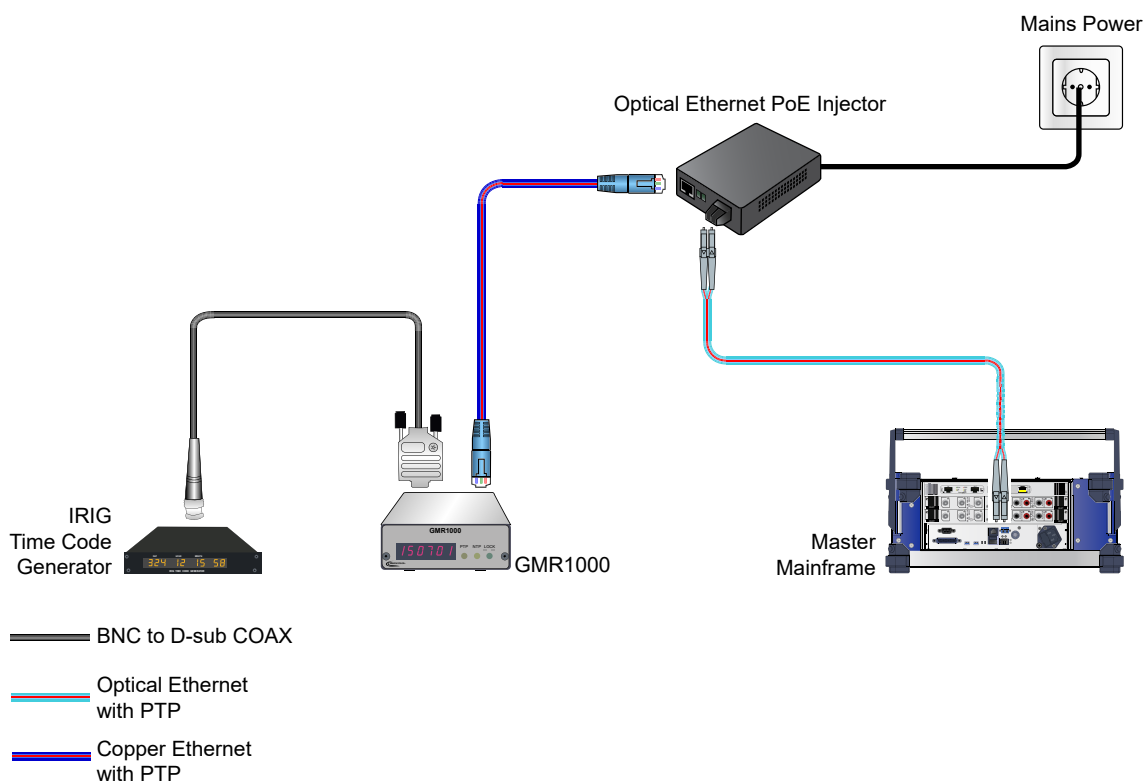 Mains Power
Optical Ethernet PoE Injector
GMR1000
150701
PTP NTP LOCK
GMR1000
IRIG
Time Code
Generator
324 12 15 58
Master
Mainframe
BNC to D-sub COAX
Optical Ethernet
with PTP
Copper Ethernet
with PTP